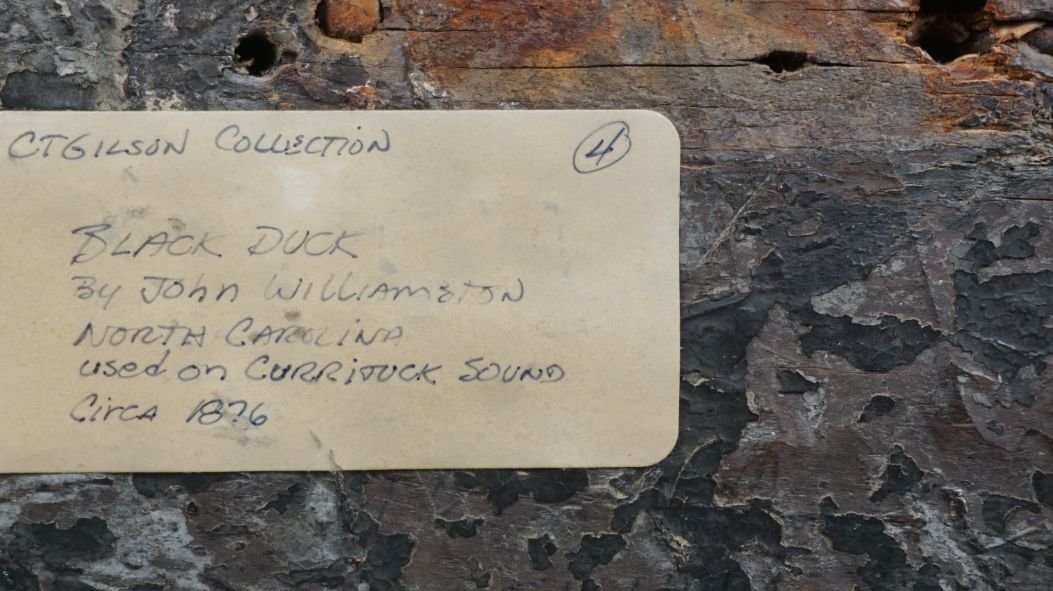 CTGILSON COLLECTION 4
BLACK DUCK
By John WILLIAMSTON
NORTH CAROLINA
used on CURRITUCK SOUND
CirCA 1876